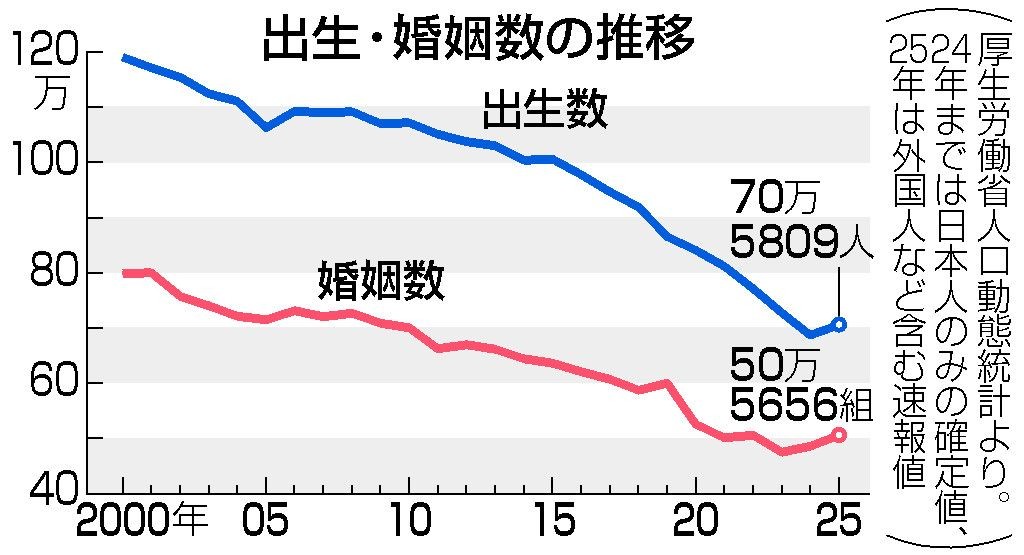 出生・婚姻数の推移
120
万
100
80
60
40
出生数
70万
5809人
婚姻数
50万
5656組
2000年 05 10 15 20 25
（厚生労働省人口動態統計より。
24年までは日本人のみの確定値、
25年は外国人など含む速報値）